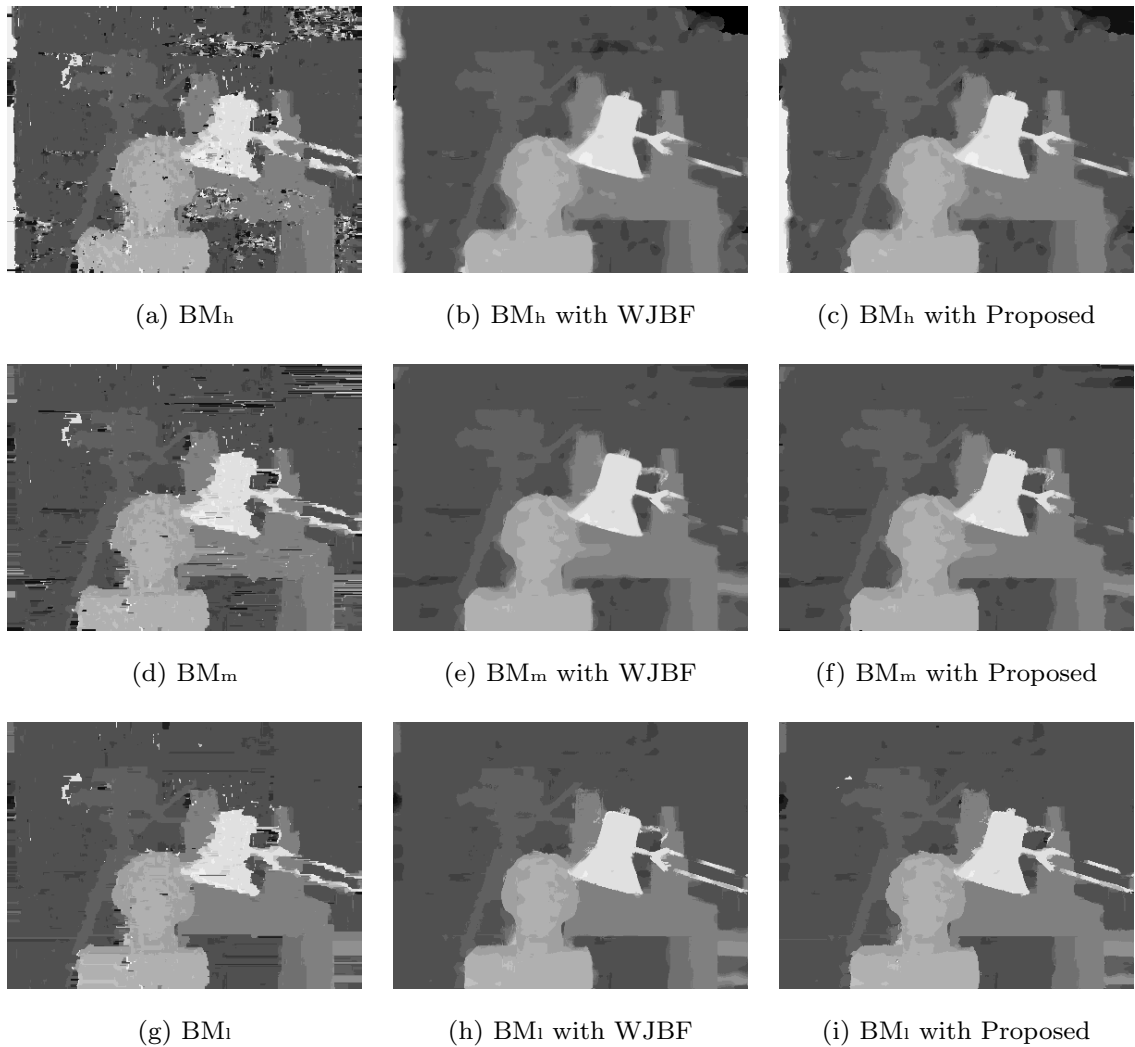 (a) BMh
(b) BMh with WJBF
(c) BMh with Proposed
(d) BMm
(e) BMm with WJBF
(f) BMm with Proposed
(g) BMl
(h) BMl with WJBF
(i) BMl with Proposed